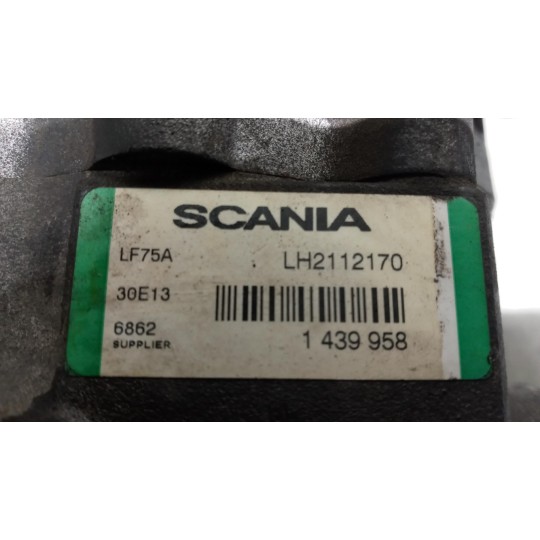 SCANIA
LF75A LH2112170
30E13
6862 1 439 958
SUPPLIER